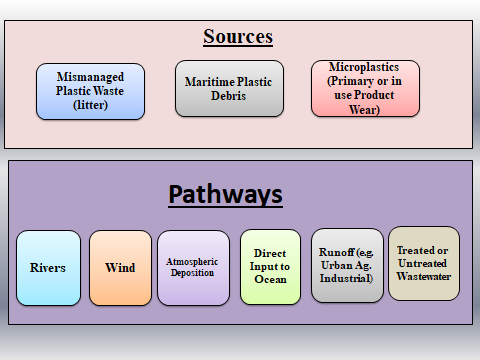 Sources
Mismanaged
Plastic Waste
(litter)
Maritime Plastic
Debris
Microplastics
(Primary or in
use Product
Wear)
Pathways
Rivers
Wind
Atmospheric
Deposition
Direct
Input to
Ocean
Runoff (e.g.
Urban Ag.
Industrial)
Treated or
Untreated
Wastewater